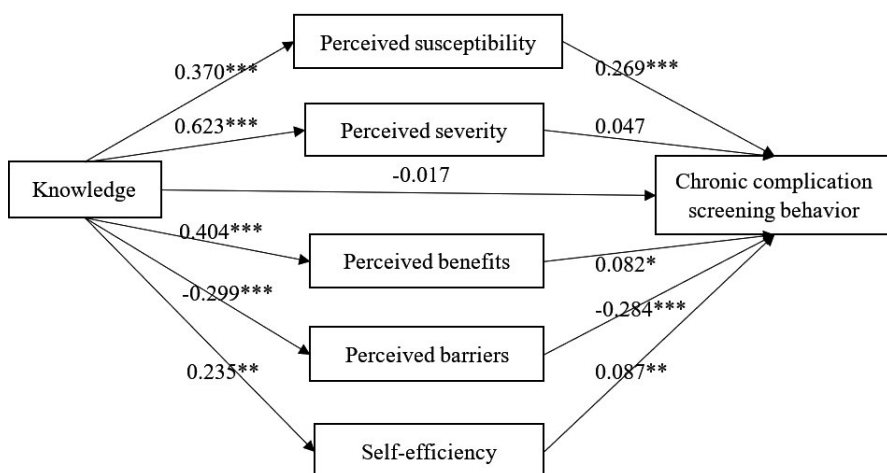 Perceived susceptibility
0.370***
0.269***
0.623***
Perceived severity
0.047
Knowledge
-0.017
Chronic complication
screening behavior
0.404***
Perceived benefits
0.082*
-0.299***
-0.284***
Perceived barriers
0.235**
0.087**
Self-efficiency